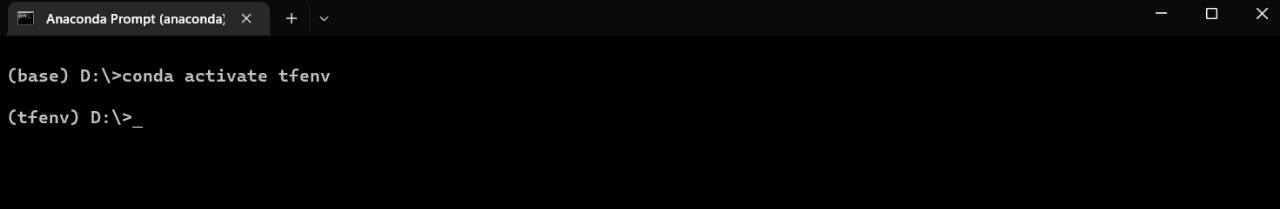 Anaconda Prompt (anaconda)
(base) D:\>conda activate tfenv
(tfenv) D:\>_